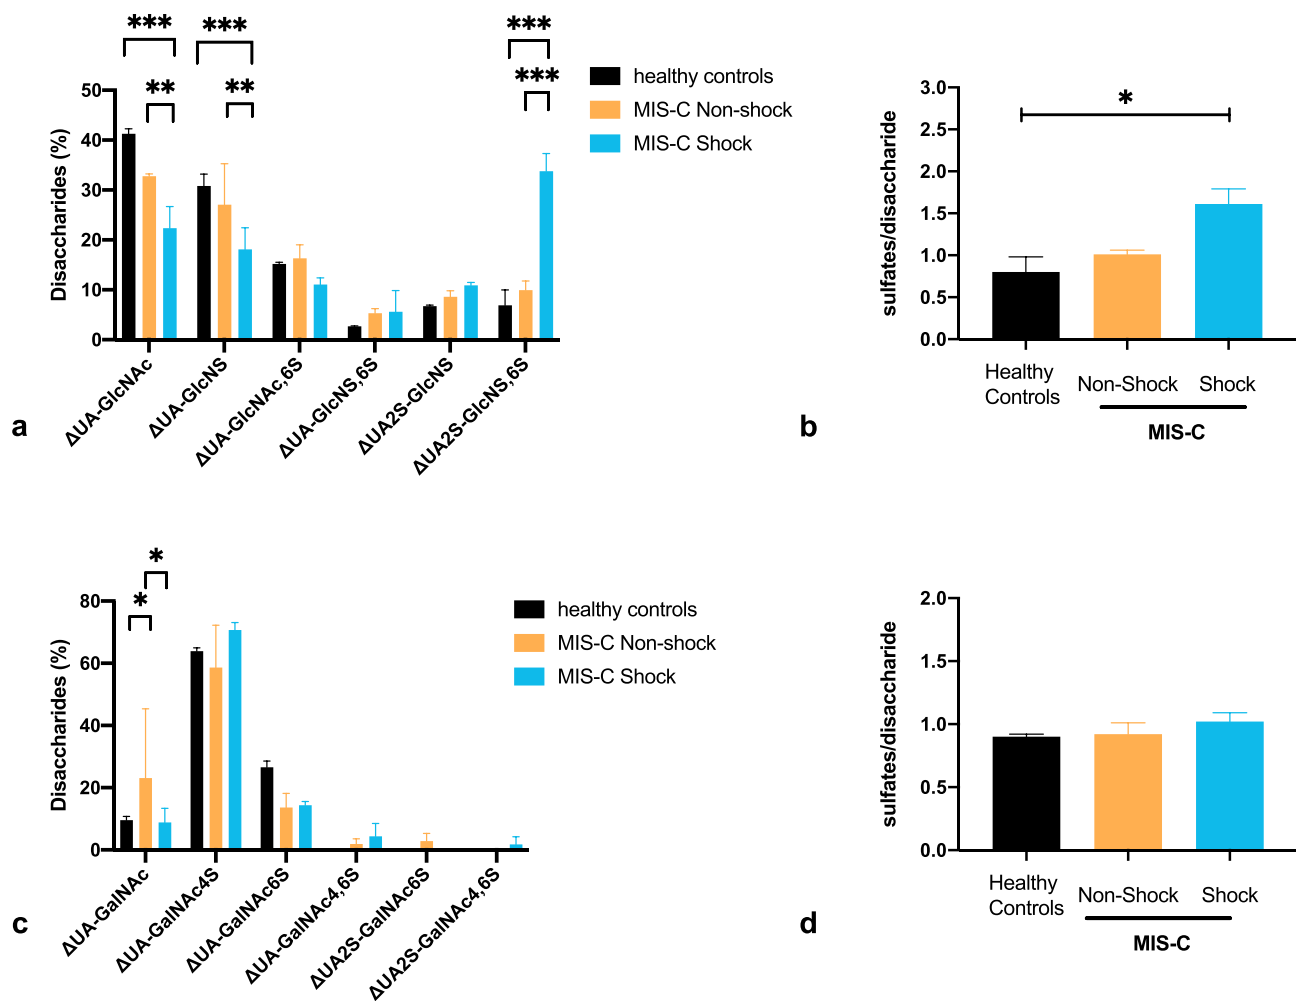 ***
***
***
**
**
***
healthy controls
MIS-C Non-shock
MIS-C Shock
Disaccharides (%)
50
40
30
20
10
0
ΔUA-GlcNAc
ΔUA-GlcNS
ΔUA-GlcNAc,6S
ΔUA-GlcNS,6S
ΔUA2S-GlcNS
ΔUA2S-GlcNS,6S
a
*
sulfates/disaccharide
3.0
2.5
2.0
1.5
1.0
0.5
0.0
Healthy
Controls
Non-Shock
Shock
MIS-C
b
*
*
healthy controls
MIS-C Non-shock
MIS-C Shock
Disaccharides (%)
80
60
40
20
0
ΔUA-GalNAc
ΔUA-GalNAc4S
ΔUA-GalNAc6S
ΔUA-GalNAc4,6S
ΔUA2S-GalNAc6S
ΔUA2S-GalNAc4,6S
c
sulfates/disaccharide
2.0
1.5
1.0
0.5
0.0
Healthy
Controls
Non-Shock
Shock
MIS-C
d